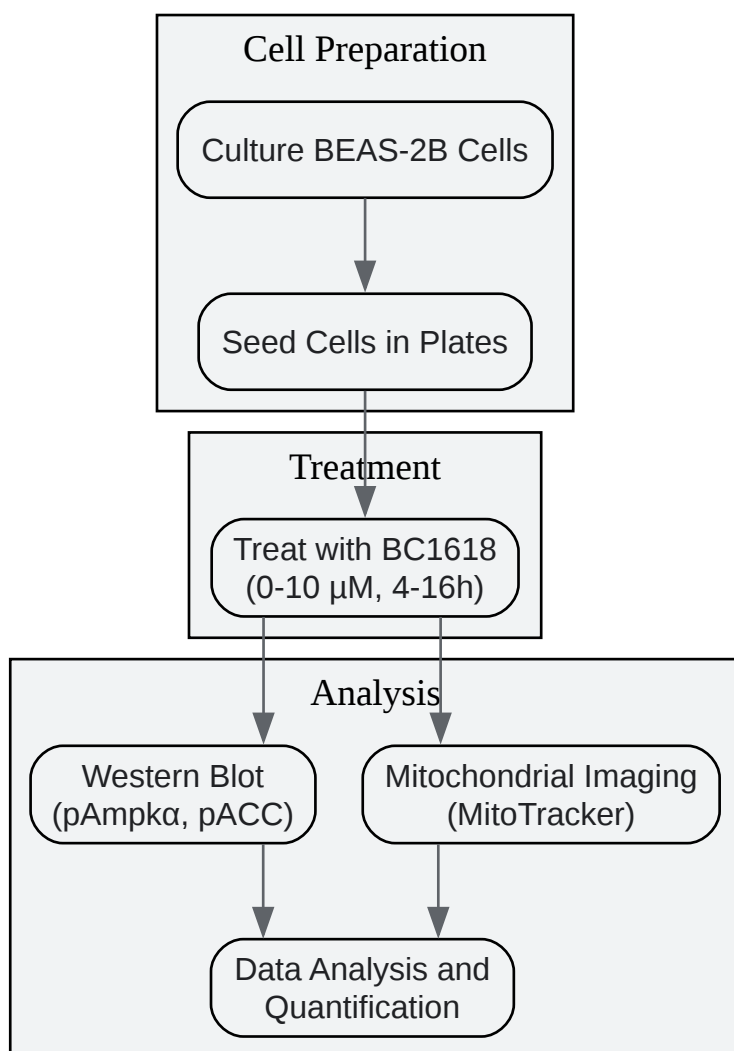 Cell Preparation
Culture BEAS-2B Cells
Seed Cells in Plates
Treatment
Treat with BC1618
(0-10 µM, 4-16h)
Analysis
Western Blot
(pAmpkα, pACC)
Mitochondrial Imaging
(MitoTracker)
Data Analysis and
Quantification